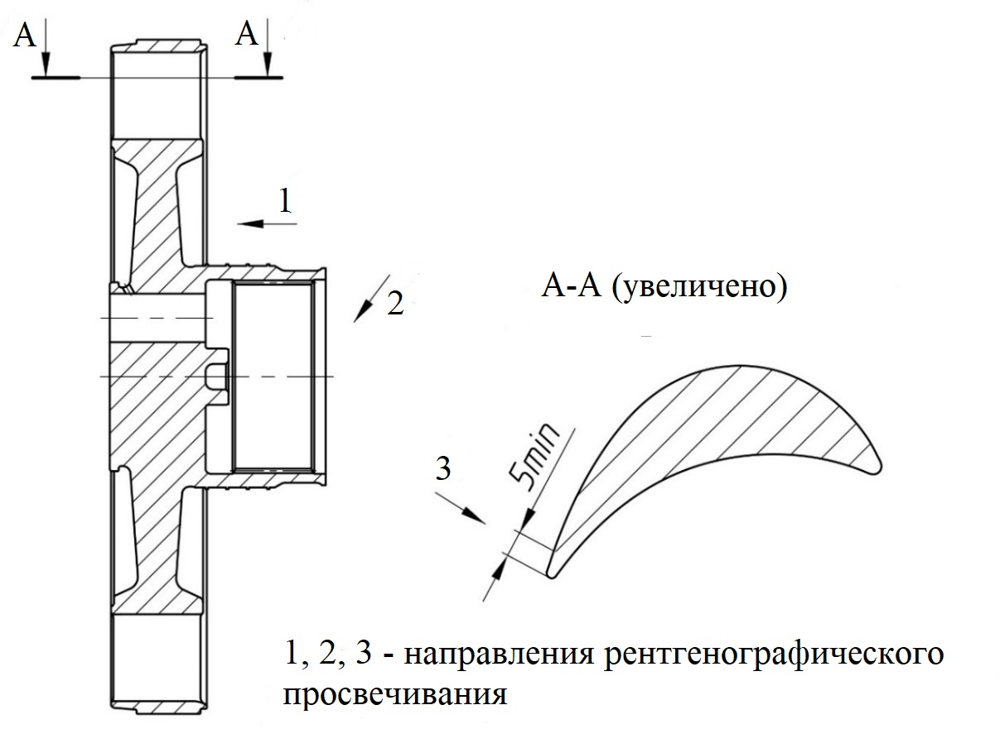 А
А
1
2
А-А (увеличено)
5min
3
1, 2, 3 - направления рентгенографического
просвечивания